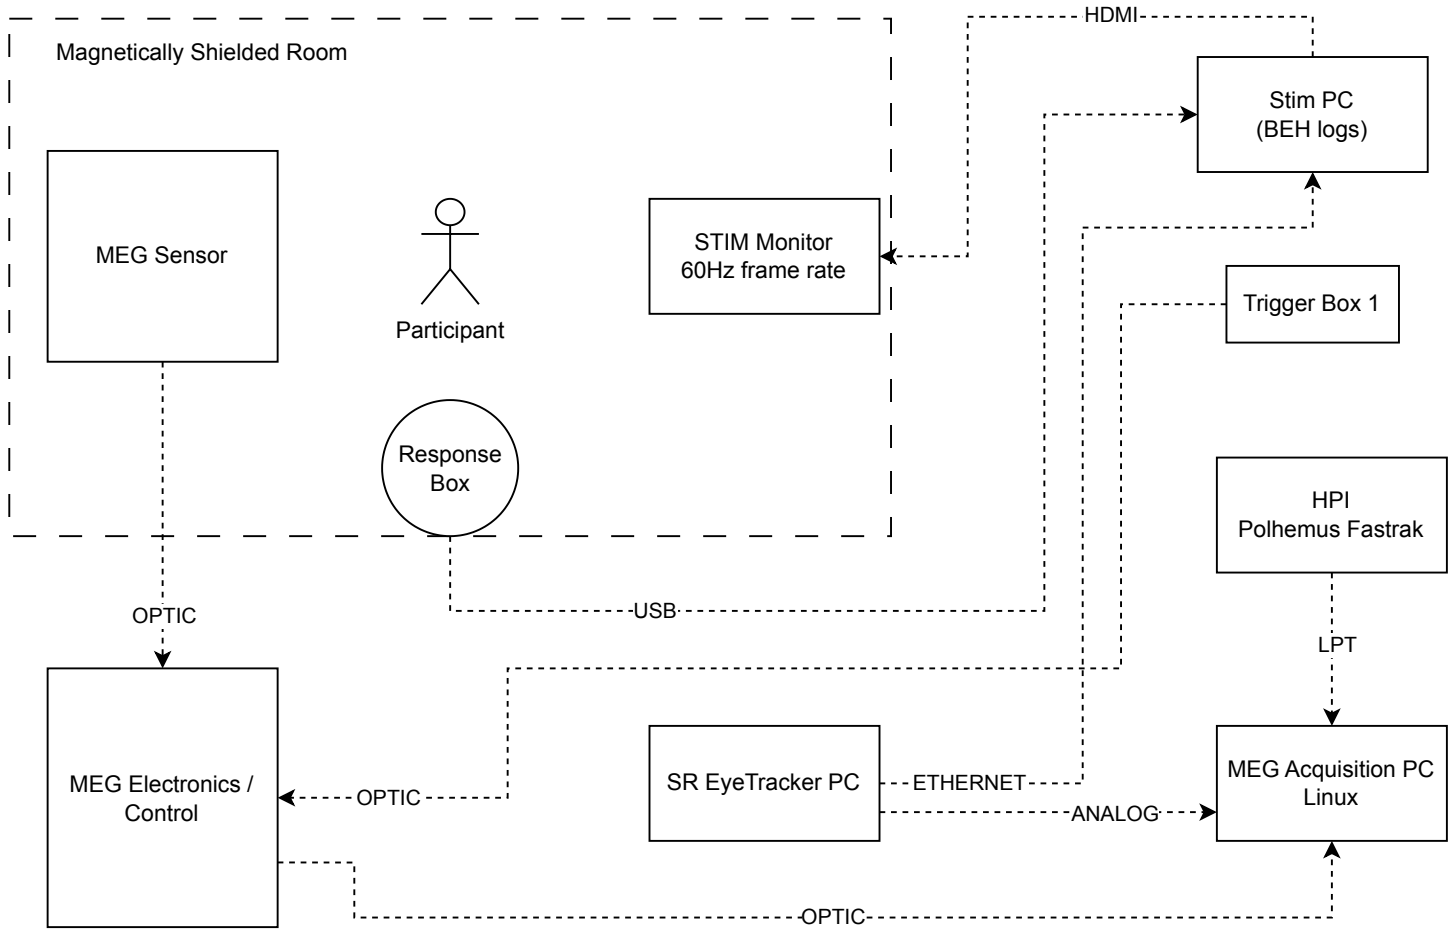 HDMI
Magnetically Shielded Room
Stim PC
(BEH logs)
MEG Sensor
STIM Monitor
60Hz frame rate
Participant
Trigger Box 1
Response
Box
HPI
Polhemus Fastrak
OPTIC
USB
LPT
MEG Electronics /
Control
OPTIC
SR EyeTracker PC
ETHERNET
ANALOG
MEG Acquisition PC
Linux
OPTIC